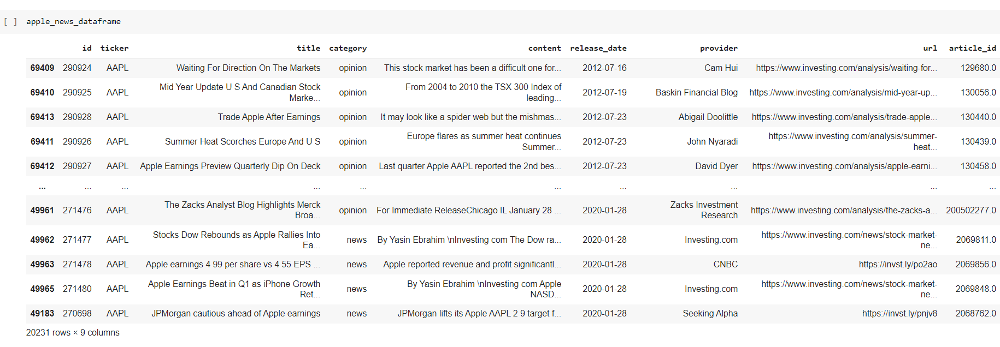 [ ] apple_news_dataframe
id ticker title category content release_date provider url article_id
69409 290924 AAPL Waiting For Direction On The Markets opinion This stock market has been a difficult one for... 2012-07-16 Cam Hui https://www.investing.com/analysis/waiting-for... 129680.0
69410 290925 AAPL Mid Year Update U S And Canadian Stock Marke... opinion From 2004 to 2010 the TSX 300 Index of leading... 2012-07-19 Baskin Financial Blog https://www.investing.com/analysis/mid-year-up... 130056.0
69413 290928 AAPL Trade Apple After Earnings opinion It may look like a spider web but the mishmas... 2012-07-23 Abigail Doolittle https://www.investing.com/analysis/trade-apple... 130440.0
69411 290926 AAPL Summer Heat Scorches Europe And U S opinion Europe flares as summer heat continues Summer... 2012-07-23 John Nyaradi https://www.investing.com/analysis/summer-heat... 130439.0
69412 290927 AAPL Apple Earnings Preview Quarterly Dip On Deck opinion Last quarter Apple AAPL reported the 2nd bes... 2012-07-23 David Dyer https://www.investing.com/analysis/apple-earni... 130458.0
... ... ... ... ... ... ... ... ... ...
49961 271476 AAPL The Zacks Analyst Blog Highlights Merck Broa... opinion For Immediate ReleaseChicago IL January 28 ... 2020-01-28 Zacks Investment Research https://www.investing.com/analysis/the-zacks-a... 200502277.0
49962 271477 AAPL Stocks Dow Rebounds as Apple Rallies Into Ea... news By Yasin Ebrahim \nInvesting com The Dow ra... 2020-01-28 Investing.com https://www.investing.com/news/stock-market-ne... 2069811.0
49963 271478 AAPL Apple earnings 4 99 per share vs 4 55 EPS ... news Apple reported revenue and profit significantl... 2020-01-28 CNBC https://invst.ly/po2ao 2069856.0
49965 271480 AAPL Apple Earnings Beat in Q1 as iPhone Growth Ret... news By Yasin Ebrahim \nInvesting com Apple NASD... 2020-01-28 Investing.com https://www.investing.com/news/stock-market-ne... 2069848.0
49183 270698 AAPL JPMorgan cautious ahead of Apple earnings news JPMorgan lifts its Apple AAPL 2 9 target f... 2020-01-28 Seeking Alpha https://invst.ly/pnjv8 2068762.0
20231 rows × 9 columns